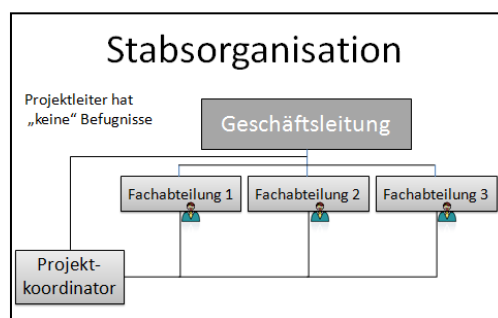 Stabsorganisation
Projektleiter hat
„keine“ Befugnisse
Geschäftsleitung
Fachabteilung 1
Fachabteilung 2
Fachabteilung 3
Projekt-
koordinator